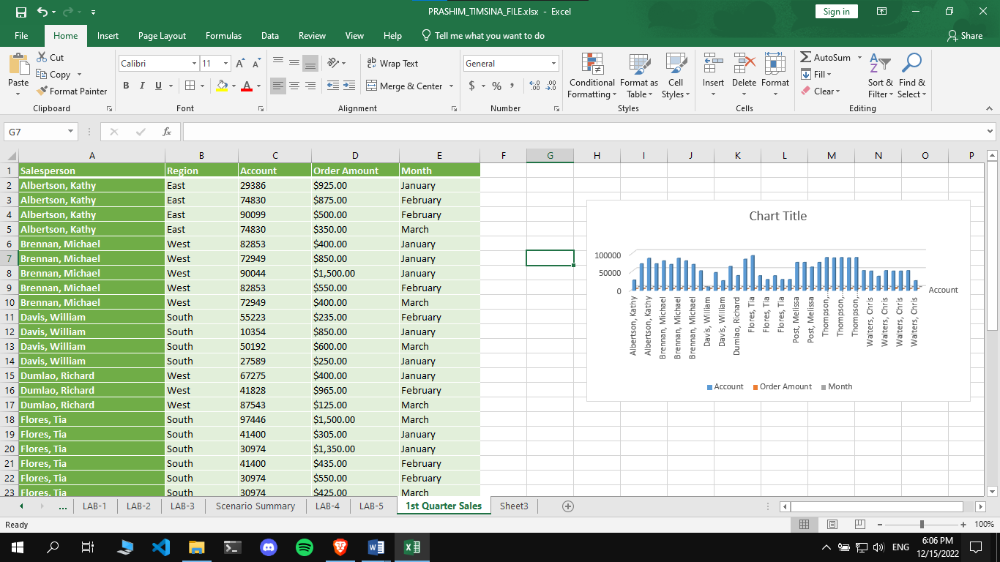 PRASHIM_TIMSINA_FILE.xlsx - Excel
Sign in
File Home Insert Page Layout Formulas Data Review View Help Tell me what you want to do Share
Paste
Cut
Copy
Format Painter
Clipboard
Calibri 11
B I U
Font
Wrap Text
Merge & Center
Alignment
General
$ % ,
Number
Conditional Formatting
Format as Table
Cell Styles
Styles
Insert Delete Format
Cells
AutoSum
Fill
Clear
Sort & Filter
Find & Select
Editing
G7
fx
A B C D E F G H I J K L M N O P
1 Salesperson Region Account Order Amount Month
2 Albertson, Kathy East 29386 $925.00 January
3 Albertson, Kathy East 74830 $875.00 February
4 Albertson, Kathy East 90099 $500.00 February
5 Albertson, Kathy East 74830 $350.00 March
6 Brennan, Michael West 82853 $400.00 January
7 Brennan, Michael West 72949 $850.00 January
8 Brennan, Michael West 90044 $1,500.00 January
9 Brennan, Michael West 82853 $550.00 February
10 Brennan, Michael West 72949 $400.00 March
11 Davis, William South 55223 $235.00 February
12 Davis, William South 10354 $850.00 January
13 Davis, William South 50192 $600.00 March
14 Davis, William South 27589 $250.00 January
15 Dumlao, Richard West 67275 $400.00 January
16 Dumlao, Richard West 41828 $965.00 February
17 Dumlao, Richard West 87543 $125.00 March
18 Flores, Tia South 97446 $1,500.00 March
19 Flores, Tia South 41400 $305.00 January
20 Flores, Tia South 30974 $1,350.00 January
21 Flores, Tia South 41400 $435.00 February
22 Flores, Tia South 30974 $550.00 February
23 Flores, Tia South 30974 $425.00 March
Chart Title
100000
50000
0
Account
Albertson, Kathy
Albertson, Kathy
Brennan, Michael
Brennan, Michael
Brennan, Michael
Davis, William
Davis, William
Dumlao, Richard
Flores, Tia
Flores, Tia
Flores, Tia
Post, Melissa
Post, Melissa
Thompson,...
Thompson,...
Thompson,...
Walters, Chris
Walters, Chris
Walters, Chris
Walters, Chris
Account Order Amount Month
... LAB-1 LAB-2 LAB-3 Scenario Summary LAB-4 LAB-5 1st Quarter Sales Sheet3
Ready
100%
ENG
6:06 PM
12/15/2022